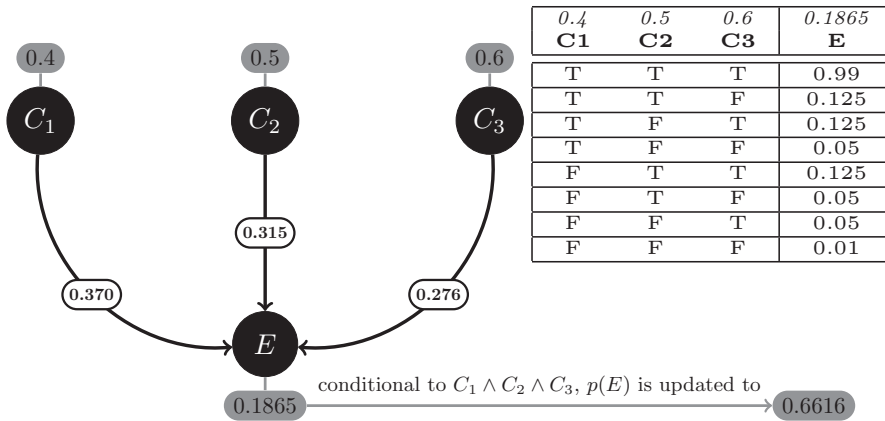 0.4 0.5 0.6
C1 C2 C3
0.370 0.315 0.276
E
0.1865 conditional to C1 ∧ C2 ∧ C3, p(E) is updated to 0.6616
0.4 0.5 0.6 0.1865
C1 C2 C3 E
T T T 0.99
T T F 0.125
T F T 0.125
T F F 0.05
F T T 0.125
F T F 0.05
F F T 0.05
F F F 0.01